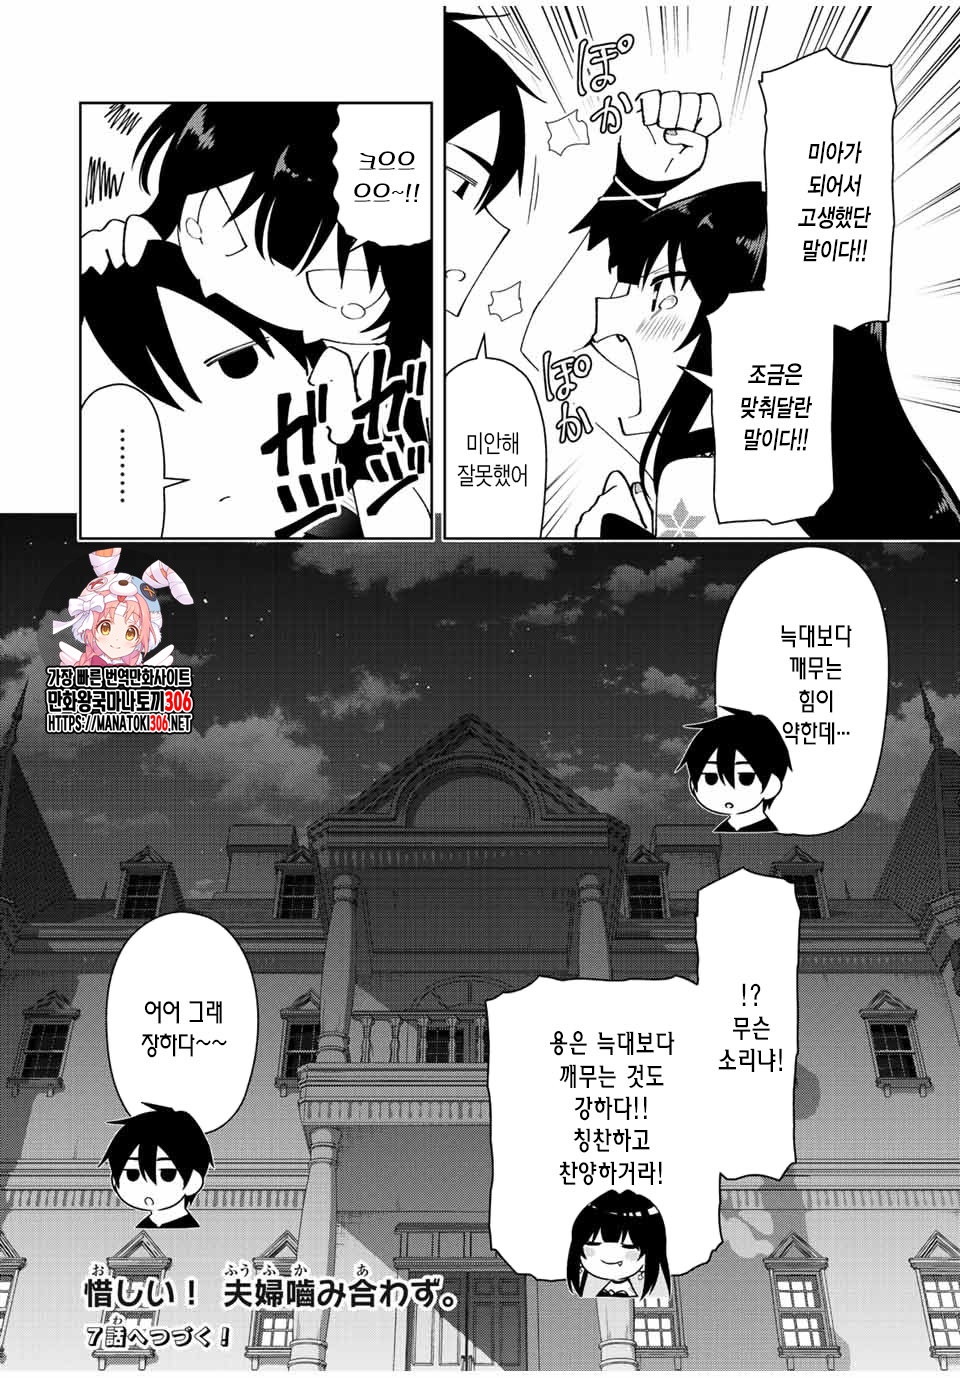 미아가
되어서
고생했단
말이다!!
조금은
맞춰달란
말이다!!
ぽか
ぽか
미안해
잘못했어
크으으
으으~!!
ガジガジ
………
늑대보다
깨무는
힘이
약한데…
!?
무슨
소리냐!
용은 늑대보다
깨무는 것도
강하다!!
칭찬하고
찬양하거라!
어어 그래
장하다~~
가장 빠른 번역만화사이트
만화왕국마나토끼306
HTTPS://MANATOKI306.NET
惜しい! 夫婦嚙み合わず。
7話へつづく!